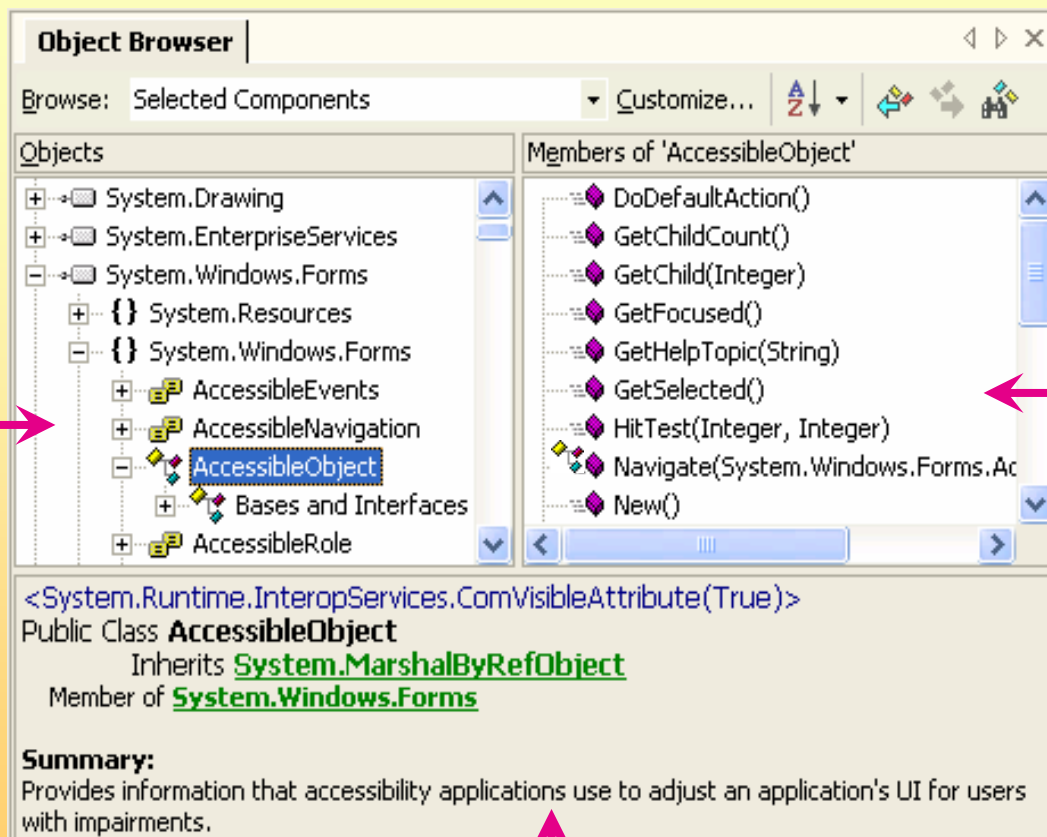 Object Browser
Browse: Selected Components Customize...
Objects
System.Drawing
System.EnterpriseServices
System.Windows.Forms
{} System.Resources
{} System.Windows.Forms
AccessibleEvents
AccessibleNavigation
AccessibleObject
Bases and Interfaces
AccessibleRole
Members of 'AccessibleObject'
DoDefaultAction()
GetChildCount()
GetChild(Integer)
GetFocused()
GetHelpTopic(String)
GetSelected()
HitTest(Integer, Integer)
Navigate(System.Windows.Forms.Ac
New()
<System.Runtime.InteropServices.ComVisibleAttribute(True)>
Public Class AccessibleObject
Inherits System.MarshalByRefObject
Member of System.Windows.Forms
Summary:
Provides information that accessibility applications use to adjust an application's UI for users
with impairments.